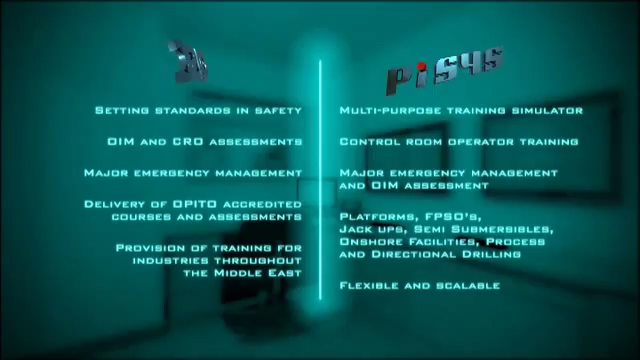 PiSYS
Setting standards in safety
OIM and CRO assessments
Major emergency management
Delivery of OPITO accredited
courses and assessments
Provision of training for
industries throughout
the Middle East
Multi-purpose training simulator
Control room operator training
Major emergency management
and OIM assessment
Platforms, FPSO's,
Jack ups, Semi Submersibles,
Onshore Facilities, Process
and Directional Drilling
Flexible and scalable